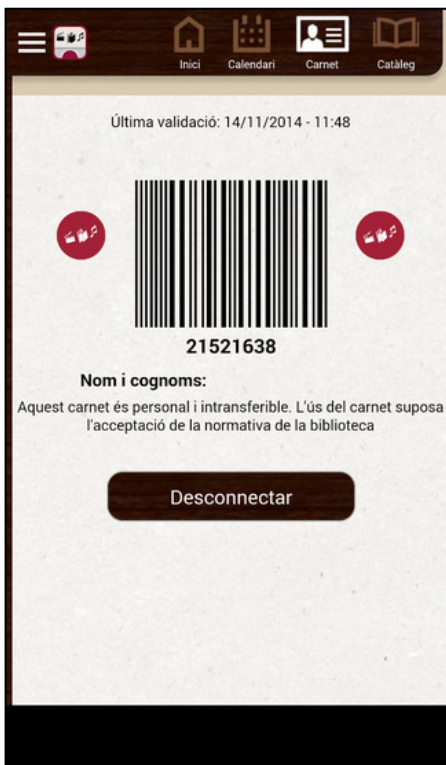 Inici Calendari Carnet Catàleg
Última validació: 14/11/2014 - 11:48
21521638
Nom i cognoms:
Aquest carnet és personal i intransferible. L'ús del carnet suposa
l'acceptació de la normativa de la biblioteca
Desconnectar